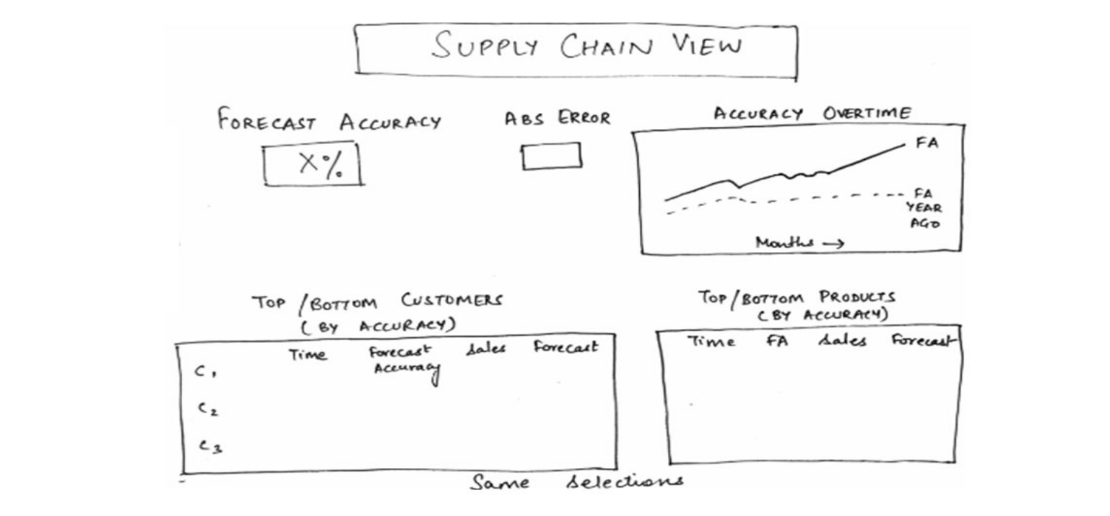 SUPPLY CHAIN VIEW
FORECAST ACCURACY
X%
ABS ERROR
ACCURACY OVERTIME
FA
FA
YEAR
AGO
Months →
TOP/BOTTOM CUSTOMERS
(BY ACCURACY)
Time Forecast Accuracy Sales Forecast
C1
C2
C3
TOP/BOTTOM PRODUCTS
(BY ACCURACY)
Time FA Sales Forecast
Same Selections